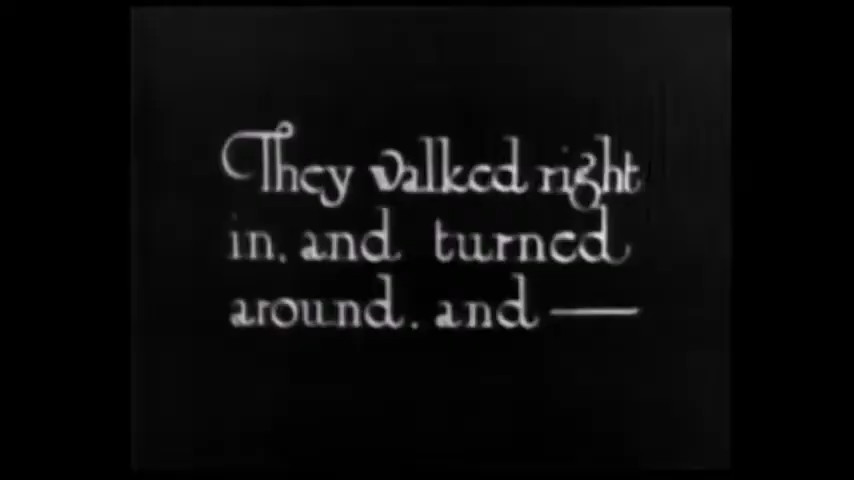 They walked right
in, and turned
around, and —